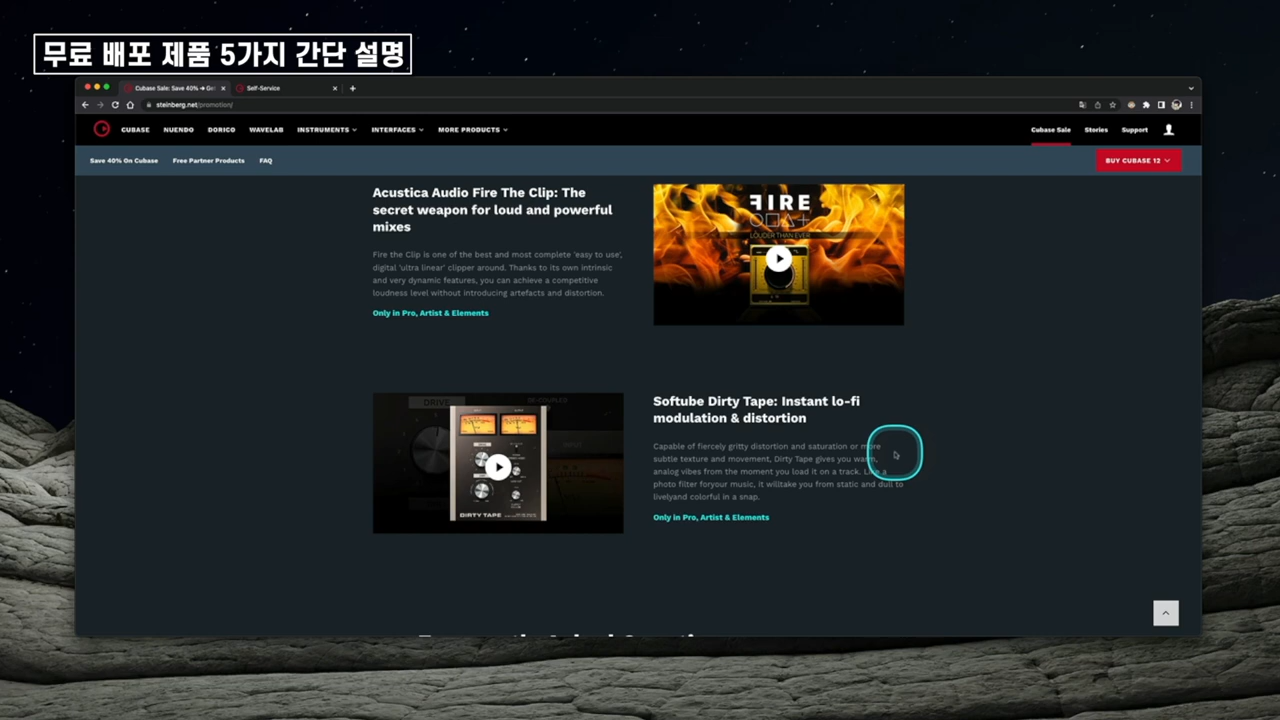 무료 배포 제품 5가지 간단 설명
Cubase Sale: Save 40% ➔ Get
Self-Service
steinberg.net/promotion/
CUBASE NUENDO DORICO WAVELAB INSTRUMENTS INTERFACES MORE PRODUCTS
Cubase Sale Stories Support
Save 40% On Cubase Free Partner Products FAQ
BUY CUBASE 12
Acustica Audio Fire The Clip: The
secret weapon for loud and powerful
mixes
Fire the Clip is one of the best and most complete 'easy to use',
digital 'ultra linear' clipper around. Thanks to its own intrinsic
and very dynamic features, you can achieve a competitive
loudness level without introducing artefacts and distortion.
Only in Pro, Artist & Elements
FIRE
LOUDER THAN EVER
DRIVE
DIRTY TAPE
Softube Dirty Tape: Instant lo-fi
modulation & distortion
Capable of fiercely gritty distortion and saturation or more
subtle texture and movement, Dirty Tape gives you warm,
analog vibes from the moment you load it on a track. Like a
photo filter foryour music, it willtake you from static and dull to
livelyand colorful in a snap.
Only in Pro, Artist & Elements